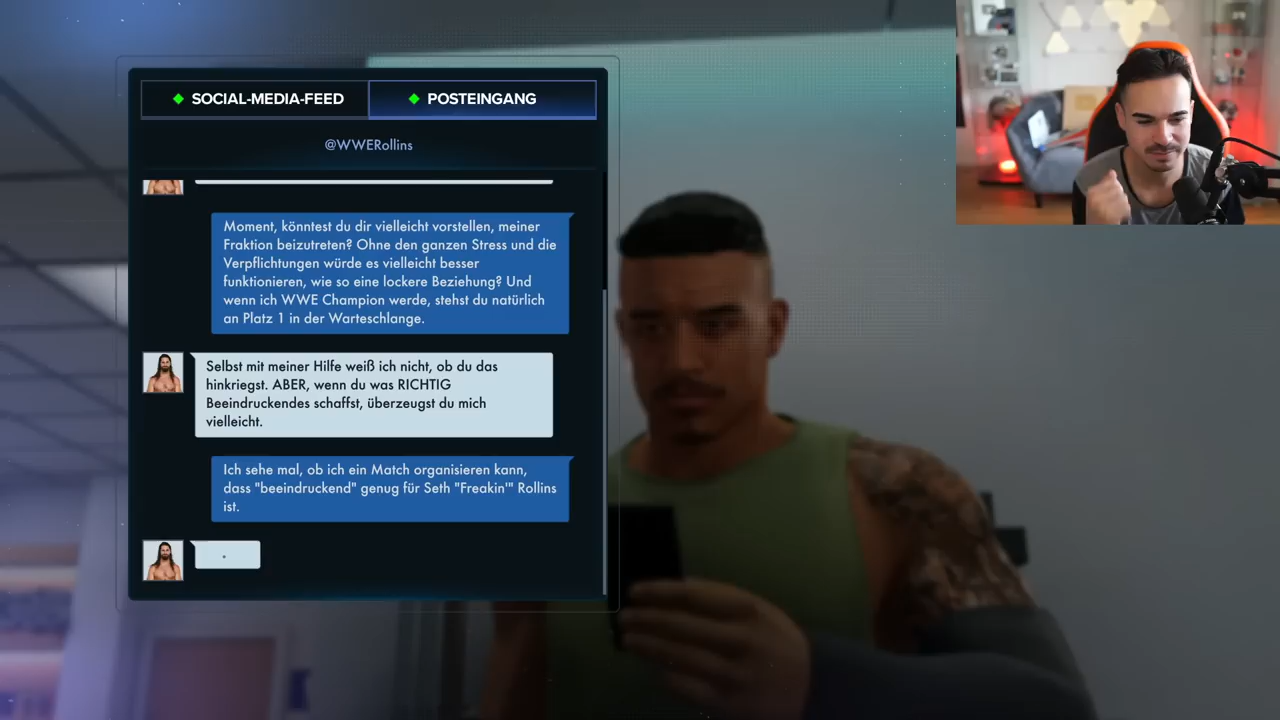 SOCIAL-MEDIA-FEED
POSTEINGANG
@WWERollins
Moment, könntest du dir vielleicht vorstellen, meiner
Fraktion beizutreten? Ohne den ganzen Stress und die
Verpflichtungen würde es vielleicht besser
funktionieren, wie so eine lockere Beziehung? Und
wenn ich WWE Champion werde, stehst du natürlich
an Platz 1 in der Warteschlange.
Selbst mit meiner Hilfe weiß ich nicht, ob du das
hinkriegst. ABER, wenn du was RICHTIG
Beeindruckendes schaffst, überzeugst du mich
vielleicht.
Ich sehe mal, ob ich ein Match organisieren kann,
dass "beeindruckend" genug für Seth "Freakin'" Rollins
ist.